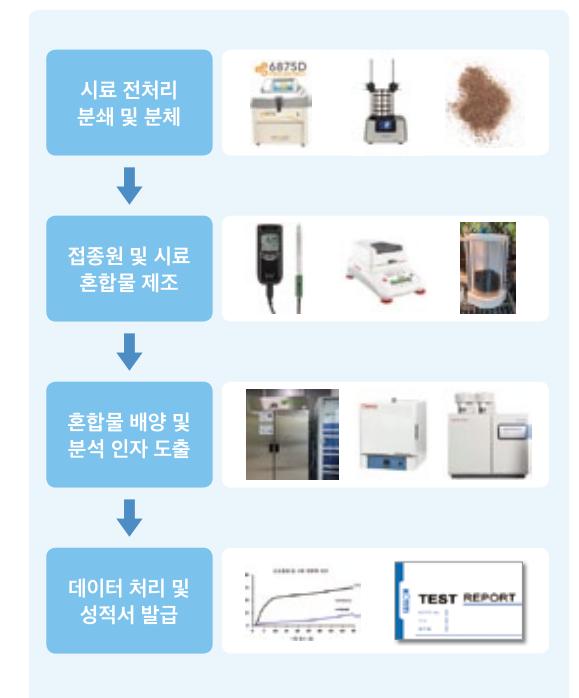 시료 전처리
분쇄 및 분체
6875D
접종원 및 시료
혼합물 제조
혼합물 배양 및
분석 인자 도출
데이터 처리 및
성적서 발급
TEST REPORT